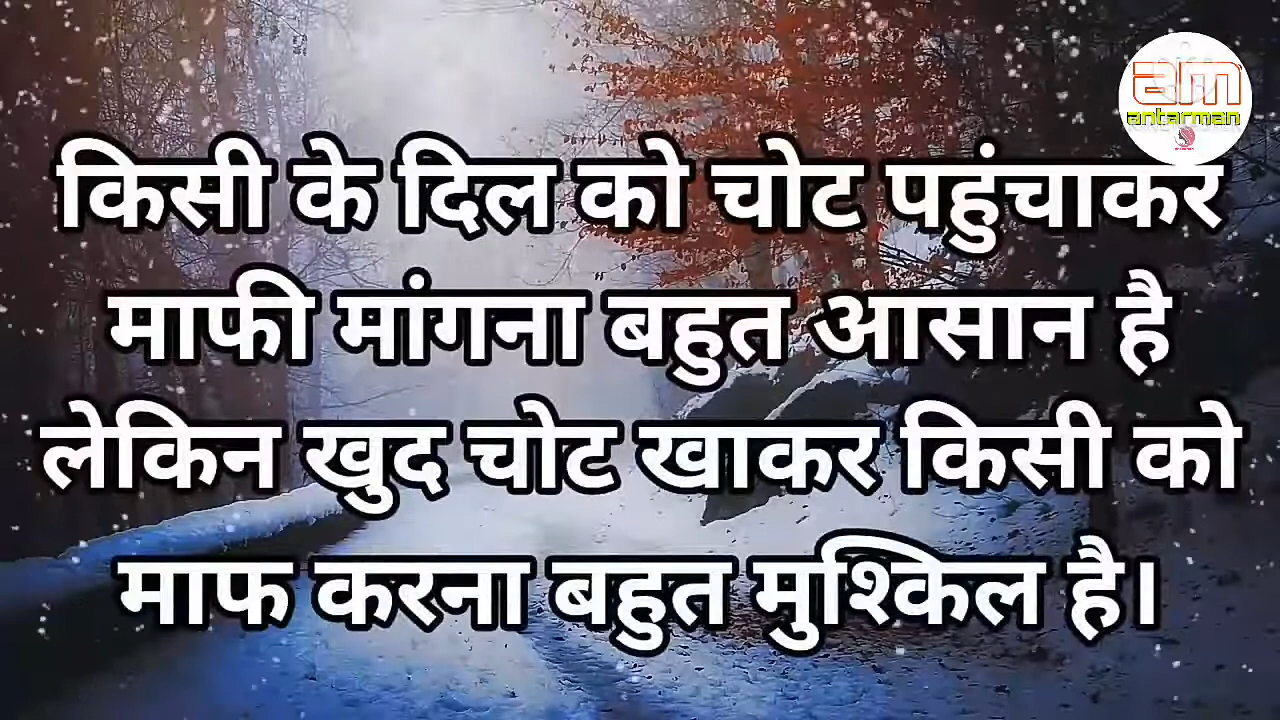 am
antarman
किसी के दिल को चोट पहुंचाकर
माफी मांगना बहुत आसान है
लेकिन खुद चोट खाकर किसी को
माफ करना बहुत मुश्किल है।